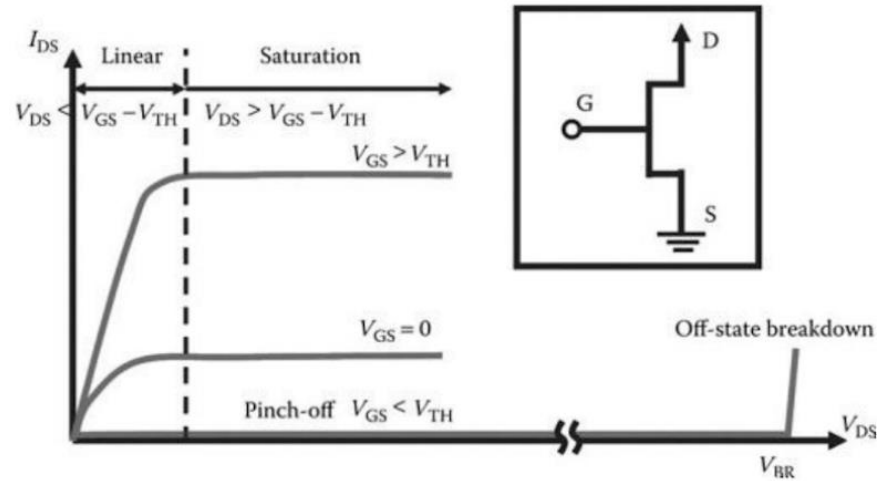 I_DS
Linear
Saturation
V_DS < V_GS – V_TH
V_DS > V_GS – V_TH
V_GS > V_TH
V_GS = 0
Pinch-off V_GS < V_TH
Off-state breakdown
V_DS
V_BR
D
G
S